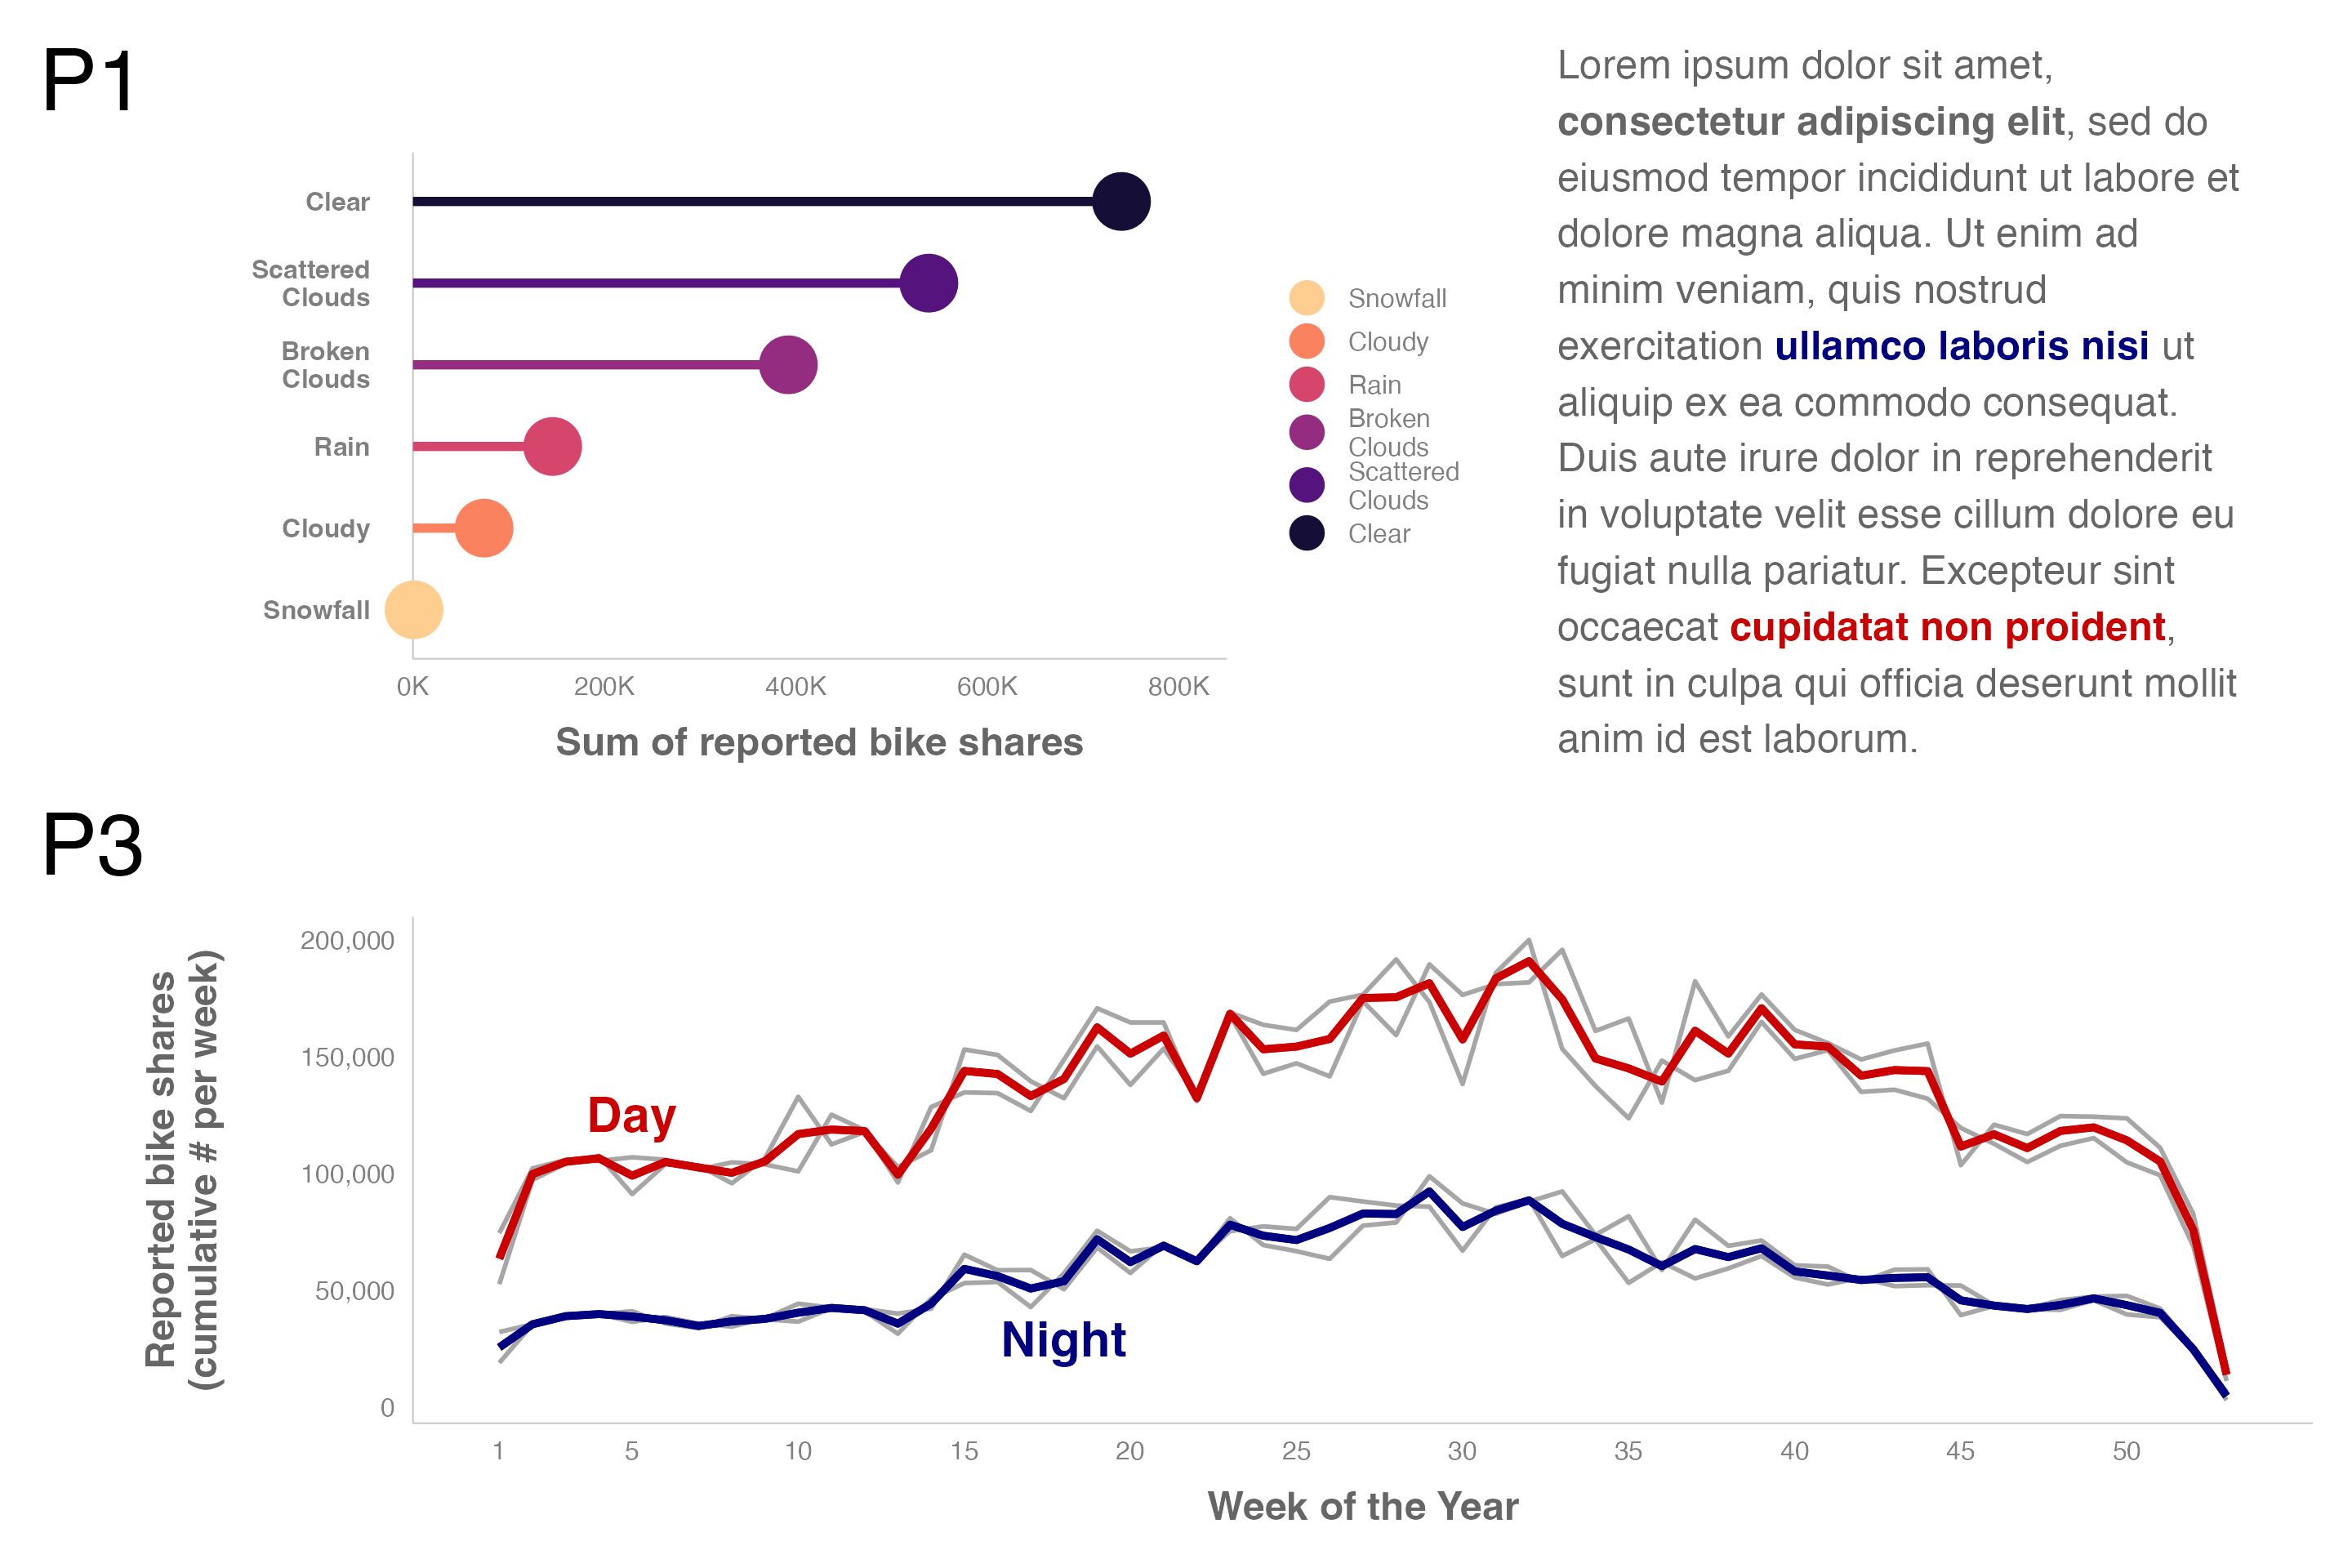 P1
Clear
Scattered
Clouds
Broken
Clouds
Rain
Cloudy
Snowfall
0K 200K 400K 600K 800K
Sum of reported bike shares
Snowfall
Cloudy
Rain
Broken
Clouds
Scattered
Clouds
Clear
Lorem ipsum dolor sit amet,
consectetur adipiscing elit, sed do
eiusmod tempor incididunt ut labore et
dolore magna aliqua. Ut enim ad
minim veniam, quis nostrud
exercitation ullamco laboris nisi ut
aliquip ex ea commodo consequat.
Duis aute irure dolor in reprehenderit
in voluptate velit esse cillum dolore eu
fugiat nulla pariatur. Excepteur sint
occaecat cupidatat non proident,
sunt in culpa qui officia deserunt mollit
anim id est laborum.
P3
Reported bike shares
(cumulative # per week)
200,000
150,000
100,000
50,000
0
Day
Night
1 5 10 15 20 25 30 35 40 45 50
Week of the Year